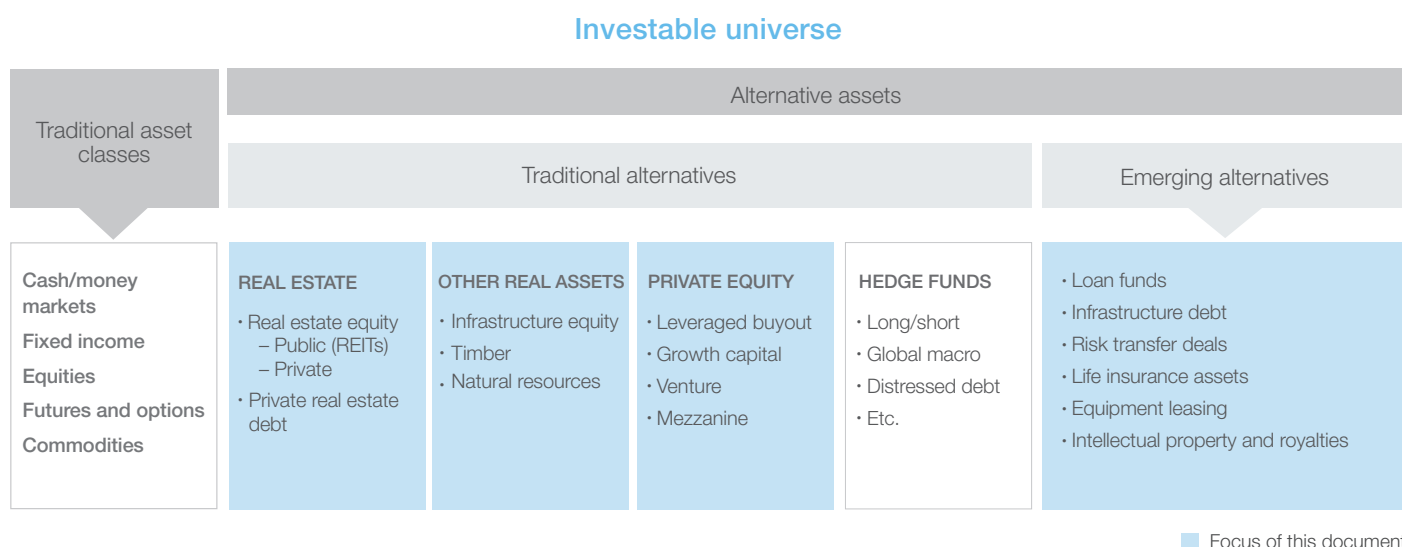 Investable universe
Traditional asset
classes
Alternative assets
Traditional alternatives
Emerging alternatives
Cash/money
markets
Fixed income
Equities
Futures and options
Commodities
REAL ESTATE
· Real estate equity
– Public (REITs)
– Private
· Private real estate
debt
OTHER REAL ASSETS
· Infrastructure equity
· Timber
· Natural resources
PRIVATE EQUITY
· Leveraged buyout
· Growth capital
· Venture
· Mezzanine
HEDGE FUNDS
· Long/short
· Global macro
· Distressed debt
· Etc.
· Loan funds
· Infrastructure debt
· Risk transfer deals
· Life insurance assets
· Equipment leasing
· Intellectual property and royalties
Focus of this document